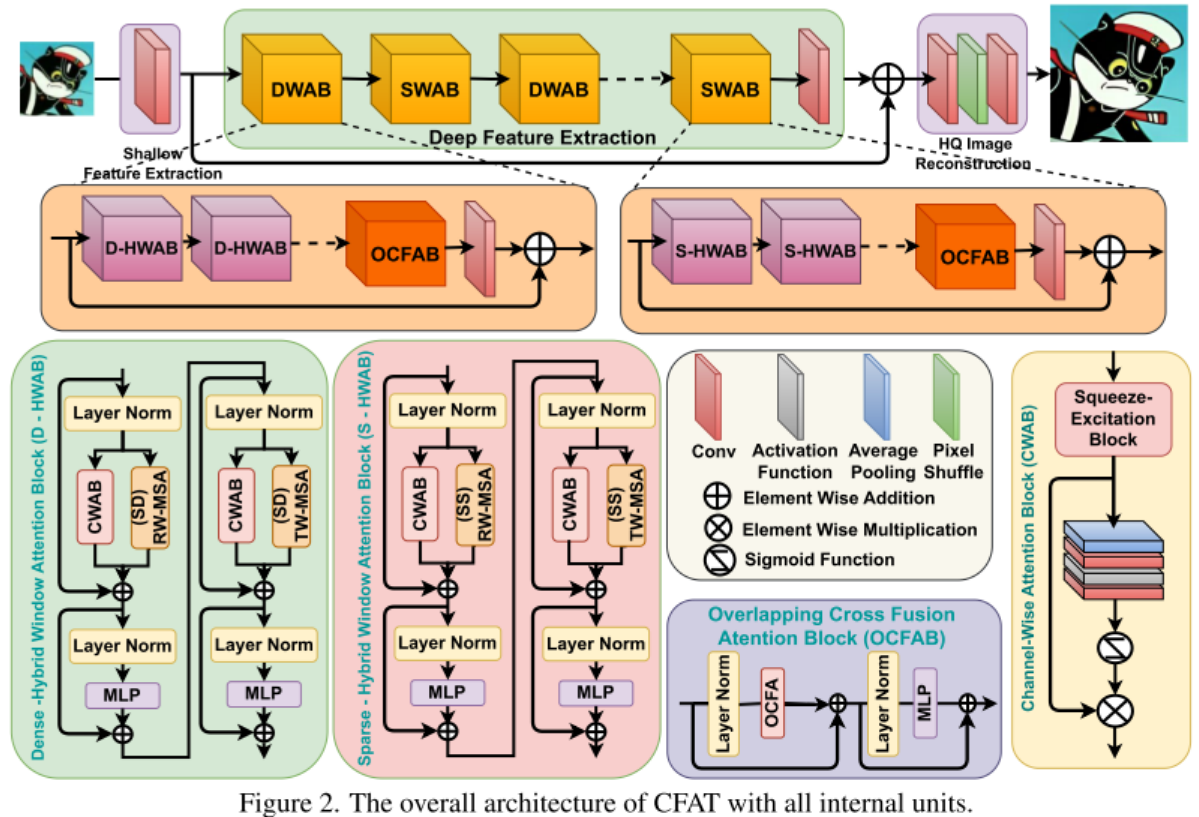 DWAB
SWAB
DWAB
SWAB
Deep Feature Extraction
Shallow
Feature Extraction
HQ Image
Reconstruction
D-HWAB
D-HWAB
OCFAB
S-HWAB
S-HWAB
OCFAB
Dense -Hybrid Window Attention Block (D - HWAB)
Layer Norm
CWAB
(SD)
RW-MSA
Layer Norm
MLP
Layer Norm
CWAB
(SD)
TW-MSA
Layer Norm
MLP
Sparse - Hybrid Window Attention Block (S - HWAB)
Layer Norm
CWAB
(SS)
RW-MSA
Layer Norm
MLP
Layer Norm
CWAB
(SS)
TW-MSA
Layer Norm
MLP
Conv
Activation
Function
Average
Pooling
Pixel
Shuffle
Element Wise Addition
Element Wise Multiplication
Sigmoid Function
Overlapping Cross Fusion
Atention Block (OCFAB)
Layer Norm
OCFA
Layer Norm
MLP
Channel-Wise Attention Block (CWAB)
Squeeze-
Excitation
Block
Figure 2. The overall architecture of CFAT with all internal units.